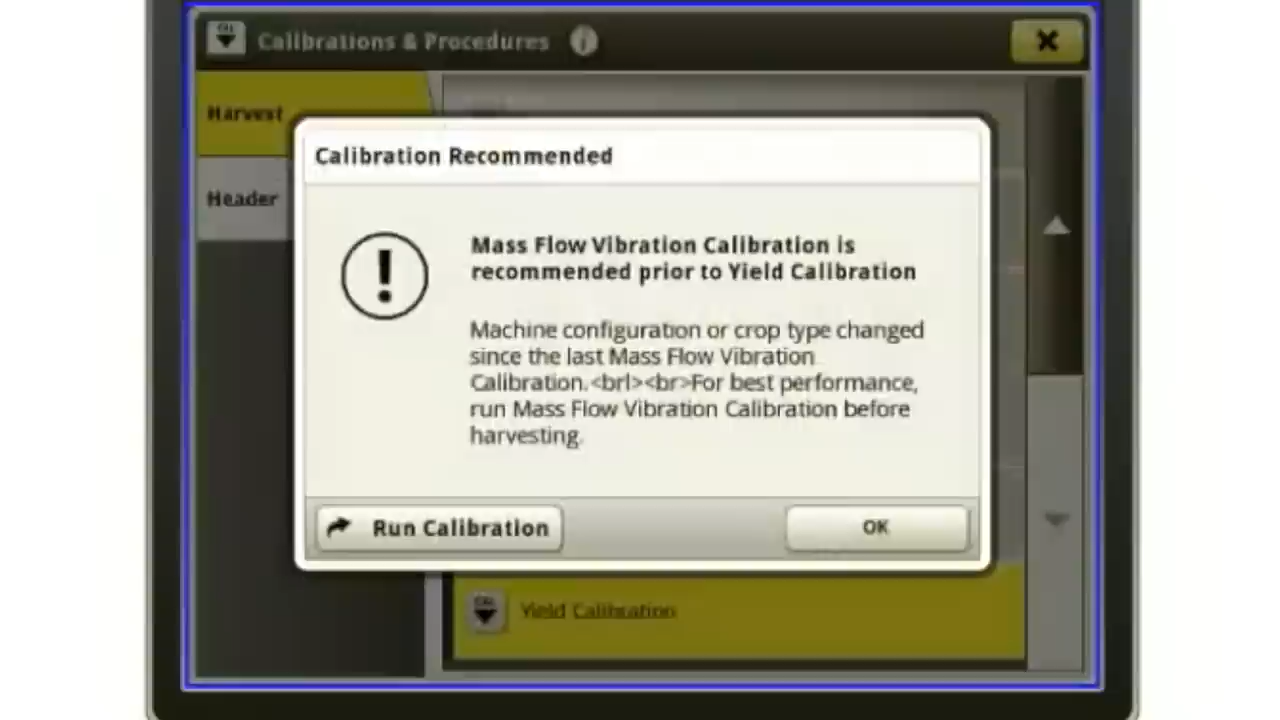 CAL
Calibrations & Procedures
Harvest
Header
Calibration Recommended
Mass Flow Vibration Calibration is
recommended prior to Yield Calibration
Machine configuration or crop type changed
since the last Mass Flow Vibration
Calibration.<brl><br>For best performance,
run Mass Flow Vibration Calibration before
harvesting.
Run Calibration
OK
CAL
Yield Calibration